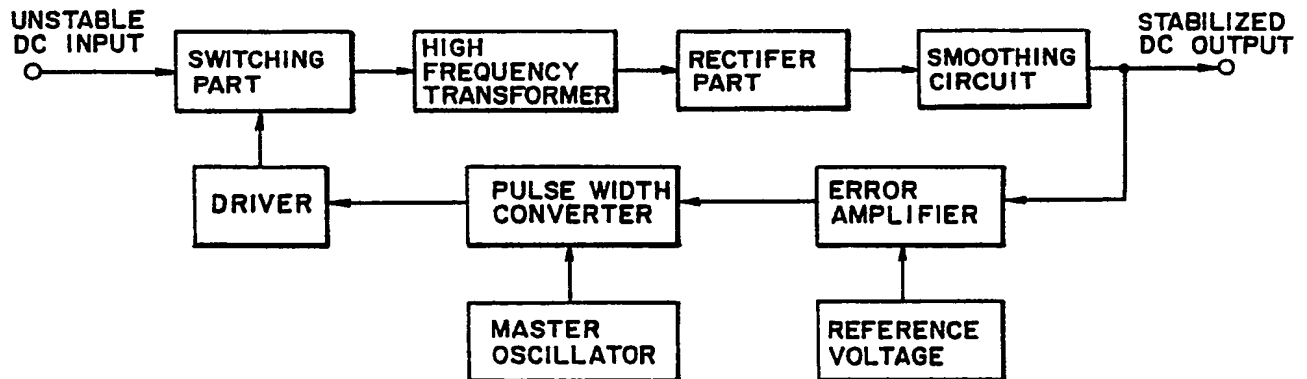 UNSTABLE
DC INPUT
SWITCHING
PART
HIGH
FREQUENCY
TRANSFORMER
RECTIFER
PART
SMOOTHING
CIRCUIT
STABILIZED
DC OUTPUT
DRIVER
PULSE WIDTH
CONVERTER
ERROR
AMPLIFIER
MASTER
OSCILLATOR
REFERENCE
VOLTAGE